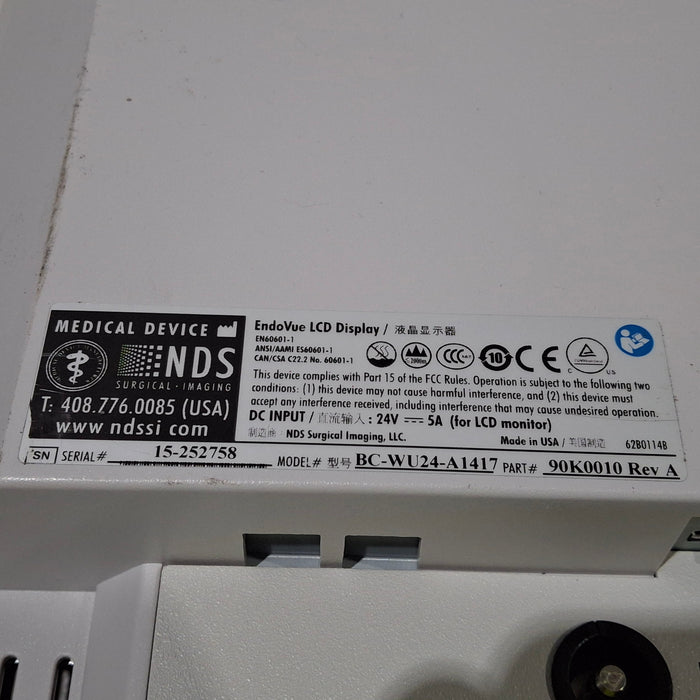 MEDICAL DEVICE
NDS
SURGICAL · IMAGING
T: 408.776.0085 (USA)
www ndssi com
EndoVue LCD Display / 液晶显示器
EN60601-1
ANSI/AAMI ES60601-1
CAN/CSA C22.2 No. 60601-1
2000m
CCC
10
CE
C US
This device complies with Part 15 of the FCC Rules. Operation is subject to the following two
conditions: (1) this device may not cause harmful interference, and (2) this device must
accept any interference received, including interference that may cause undesired operation.
DC INPUT / 直流输入 : 24V 5A (for LCD monitor)
制造商 · NDS Surgical Imaging, LLC.
Made in USA / 美国制造 62B0114B
SN SERIAL# 15-252758 MODEL# 型号 BC-WU24-A1417 PART# 90K0010 Rev A